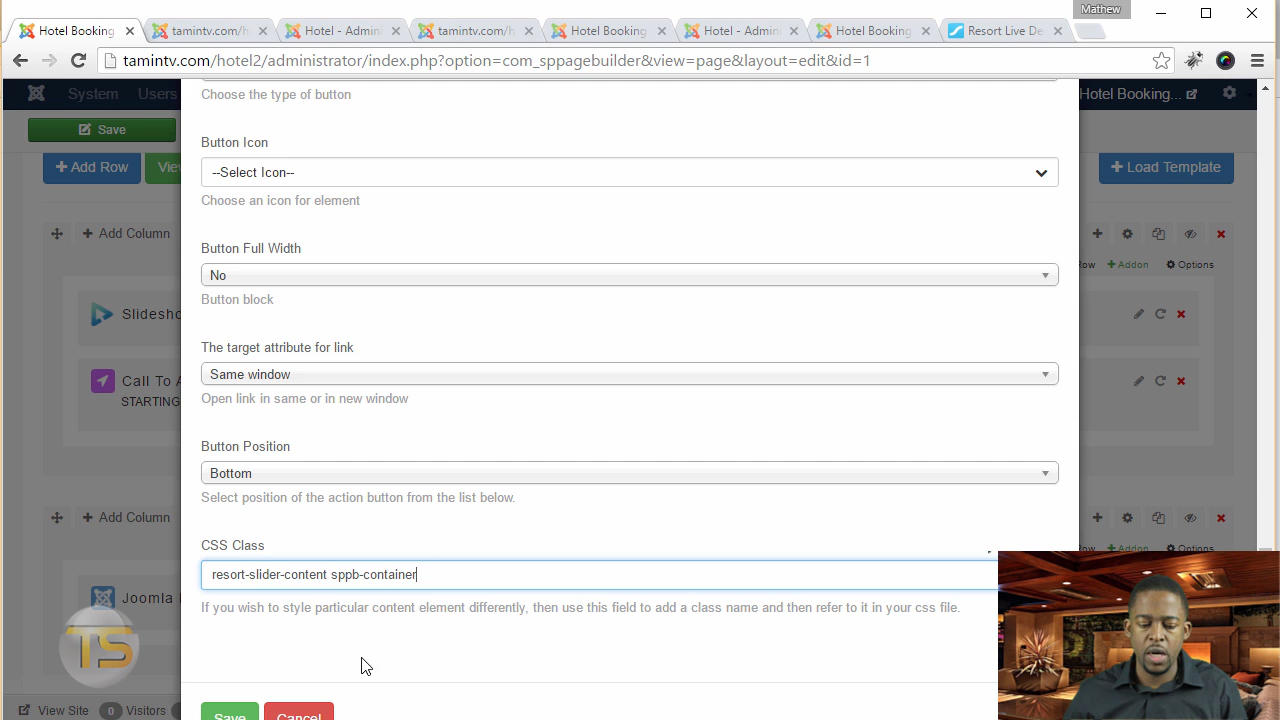 Mathew
Hotel Booking
tamintv.com/h
Hotel - Admi
tamintv.com/h
Hotel Booking
Hotel - Admin
Hotel Booking
Resort Live De
tamintv.com/hotel2/administrator/index.php?option=com_sppagebuilder&view=page&layout=edit&id=1
System
Users
Hotel Booking...
Save
Choose the type of button
Add Row
Load Template
Button Icon
--Select Icon--
Choose an icon for element
Add Column
Button Full Width
Addon
Options
No
Button block
The target attribute for link
Same window
Call To
STARTING
Open link in same or in new window
Button Position
Bottom
Select position of the action button from the list below.
Add Column
CSS Class
Addon
Options
resort-slider-content sppb-container
Joomla
If you wish to style particular content element differently, then use this field to add a class name and then refer to it in your css file.
TS
View Site
0
Visitors
Save
Cancel